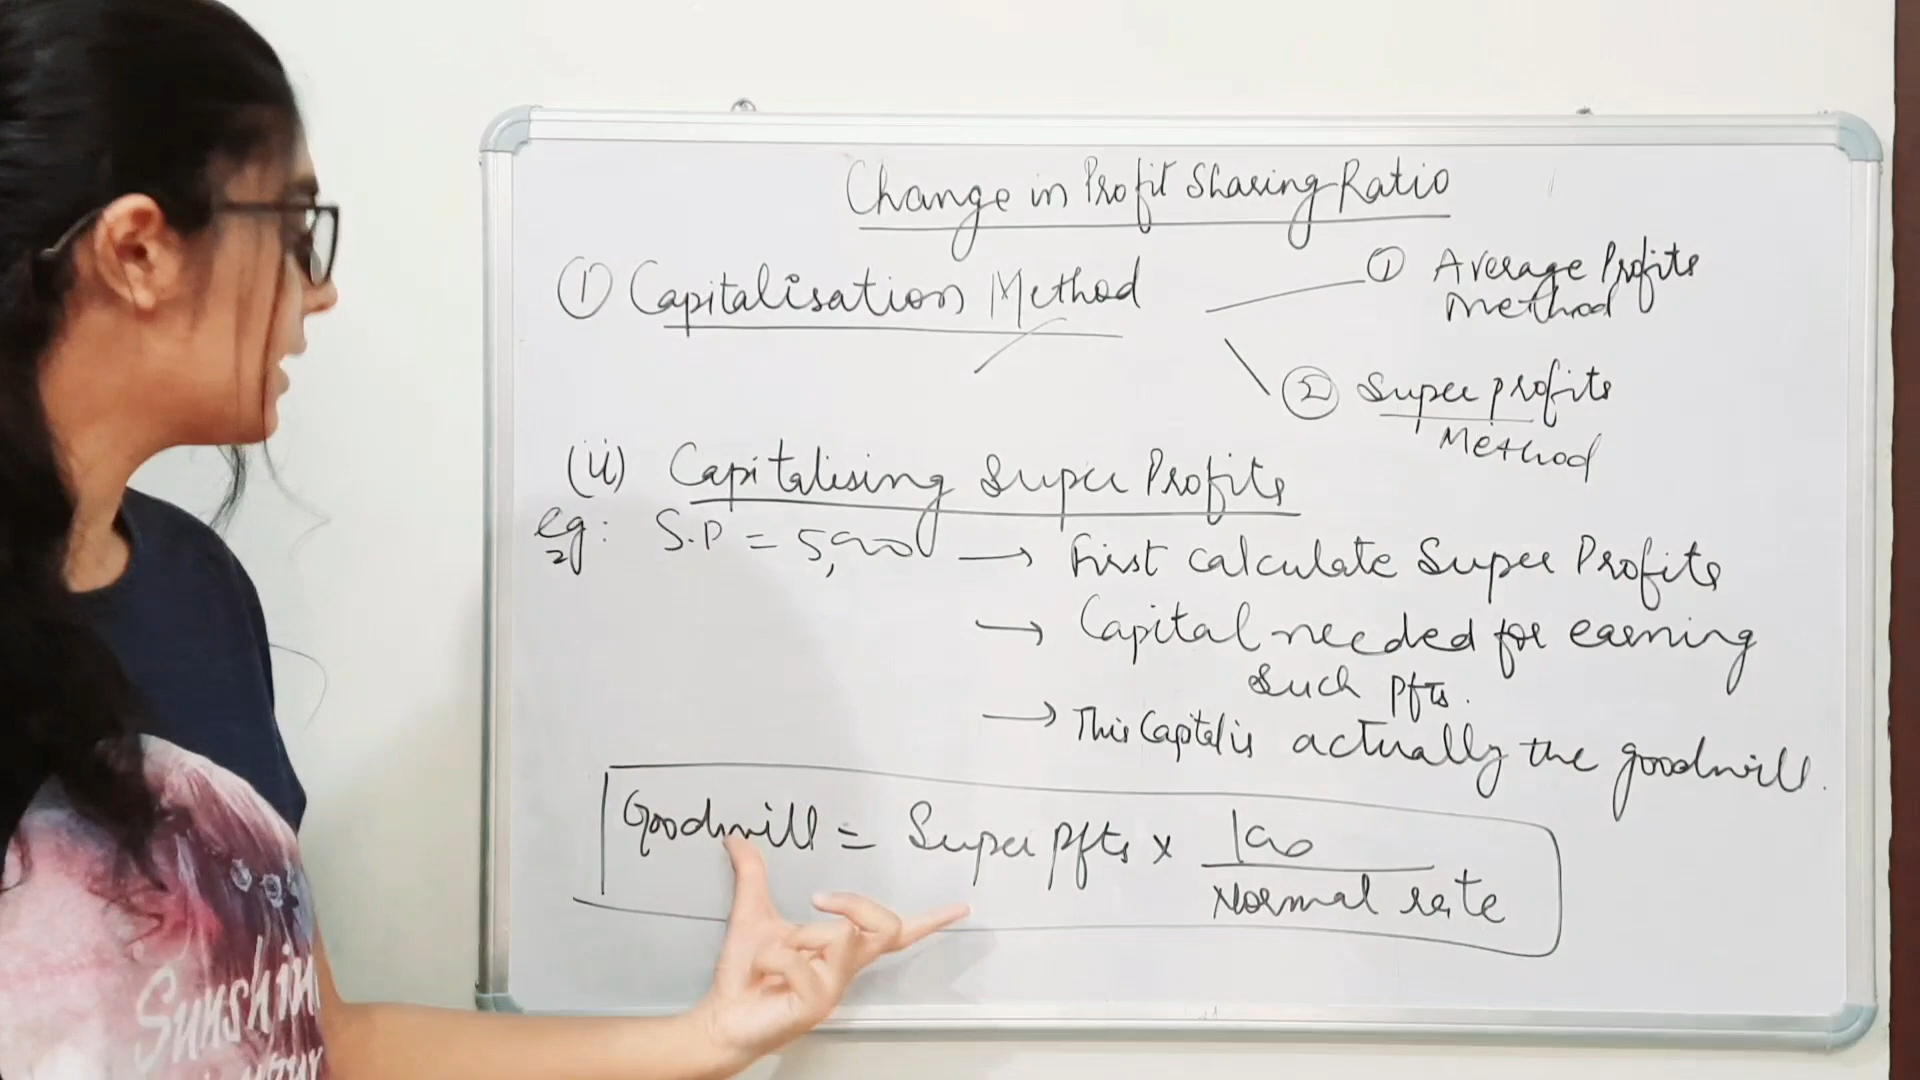 Change in Profit Sharing Ratio
① Capitalisation Method
① Average Profits
Method
② Super profits
Method
(ii) Capitalising Super Profits
eg: S.P = 5,000 → First calculate Super Profits
2
→ Capital needed for earning
such pfts.
→ This Capital is actually the goodwill.
Goodwill = Super pfts × 100
Normal rate
Sunshine